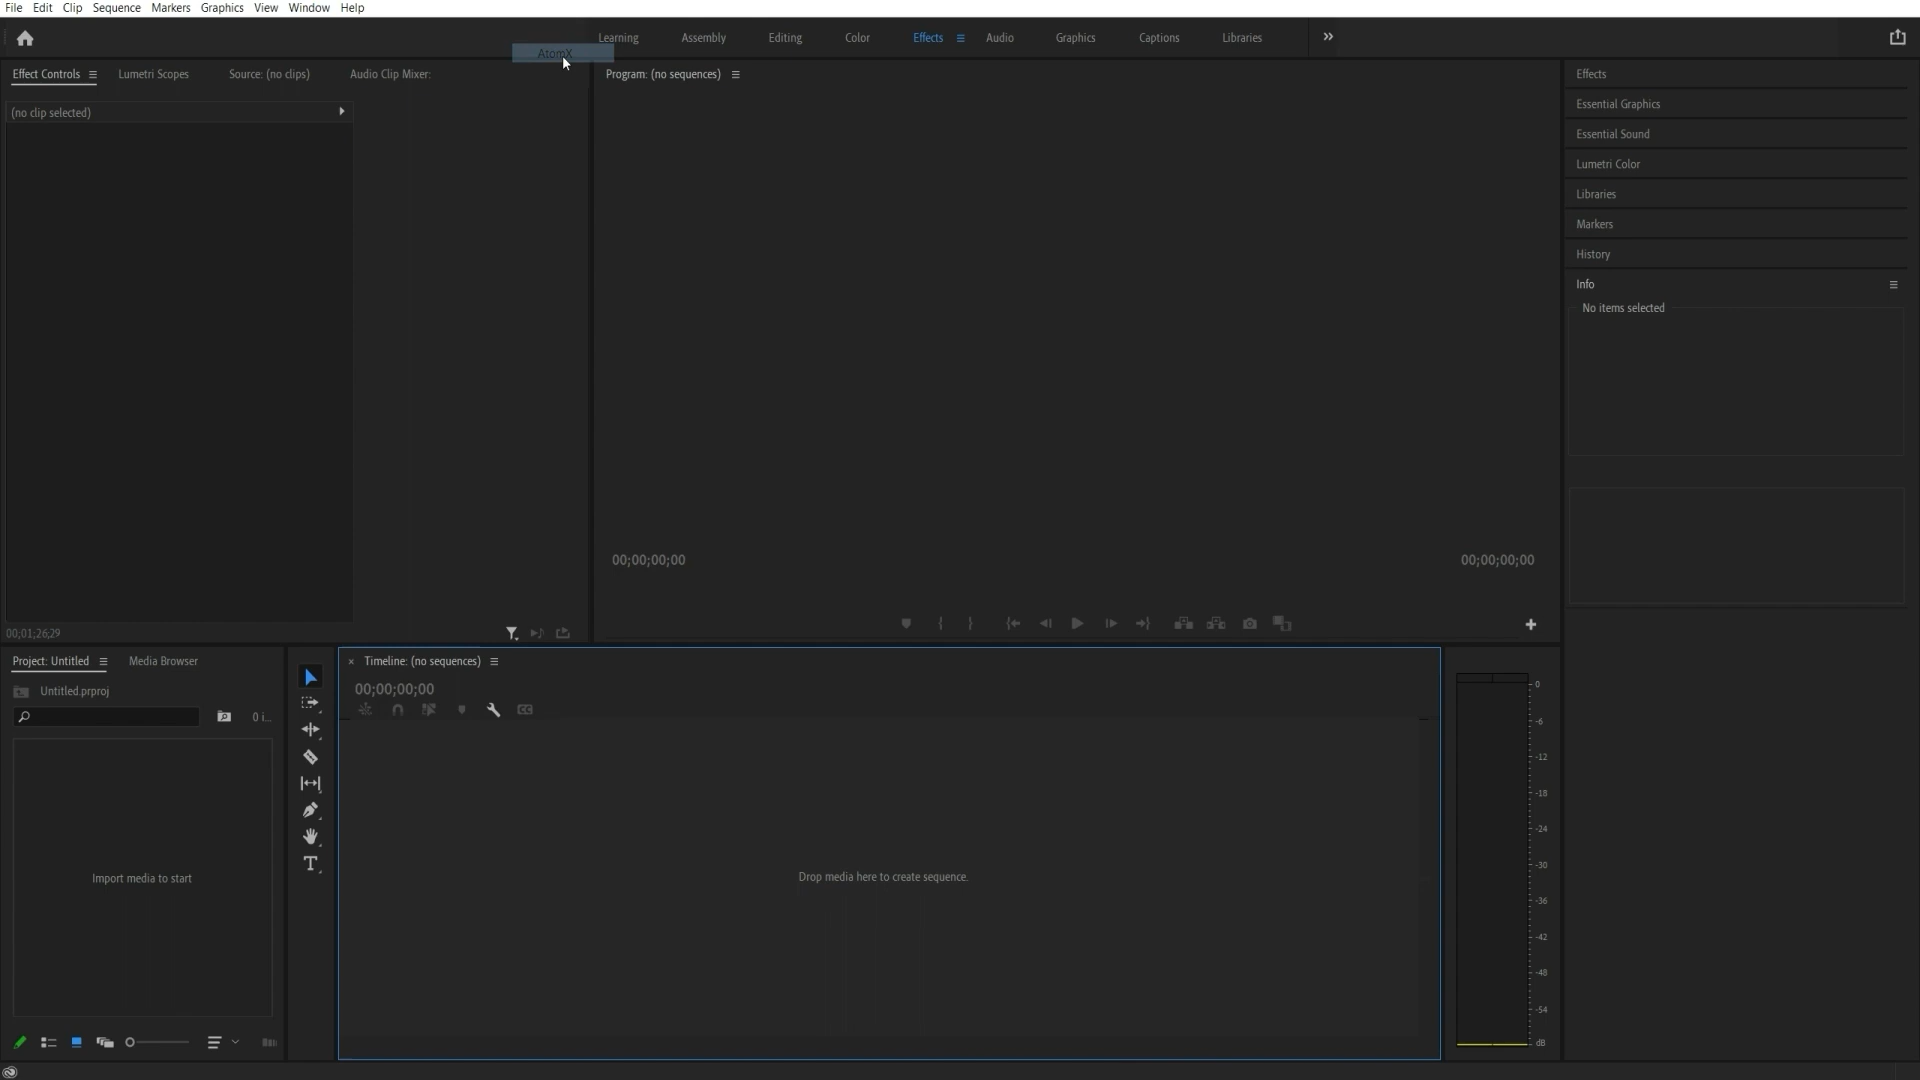 File Edit Clip Sequence Markers Graphics View Window Help
Learning Assembly Editing Color Effects Audio Graphics Captions Libraries
AtomX
Effect Controls Lumetri Scopes Source: (no clips) Audio Clip Mixer:
(no clip selected)
00;01;26;29
Program: (no sequences)
00;00;00;00 00;00;00;00
Effects
Essential Graphics
Essential Sound
Lumetri Color
Libraries
Markers
History
Info
No items selected
Project: Untitled Media Browser
Untitled.prproj
0 i...
Import media to start
T
Timeline: (no sequences)
00;00;00;00
CC
Drop media here to create sequence.
0
-6
-12
-18
-24
-30
-36
-42
-48
-54
dB